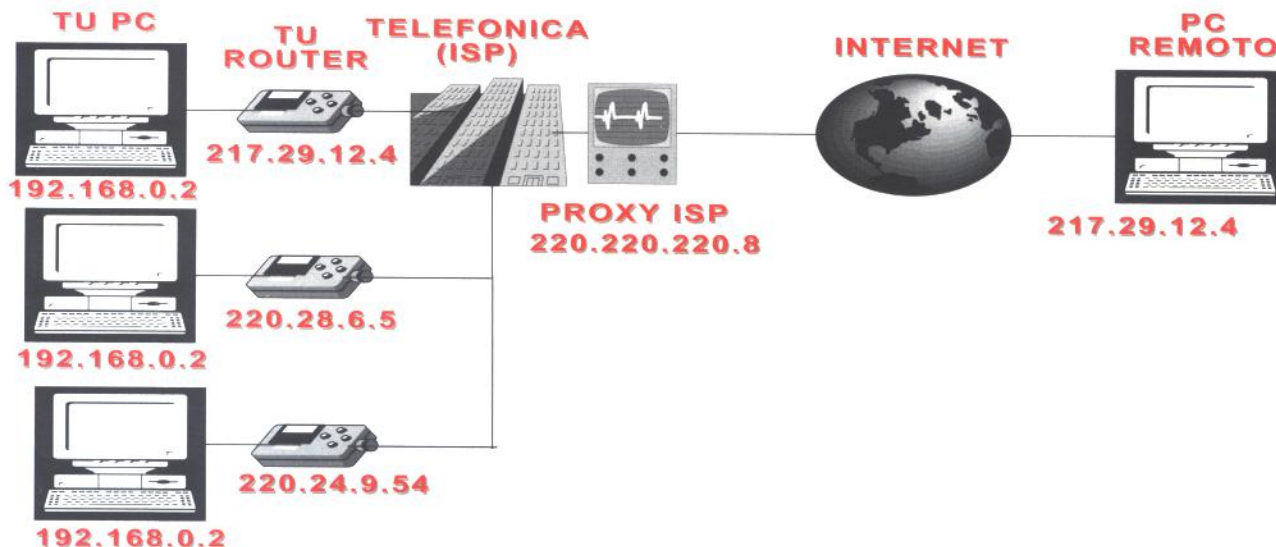 TU PC
TU
ROUTER
TELEFONICA
(ISP)
INTERNET
PC
REMOTO
217.29.12.4
192.168.0.2
PROXY ISP
220.220.220.8
217.29.12.4
220.28.6.5
192.168.0.2
220.24.9.54
192.168.0.2